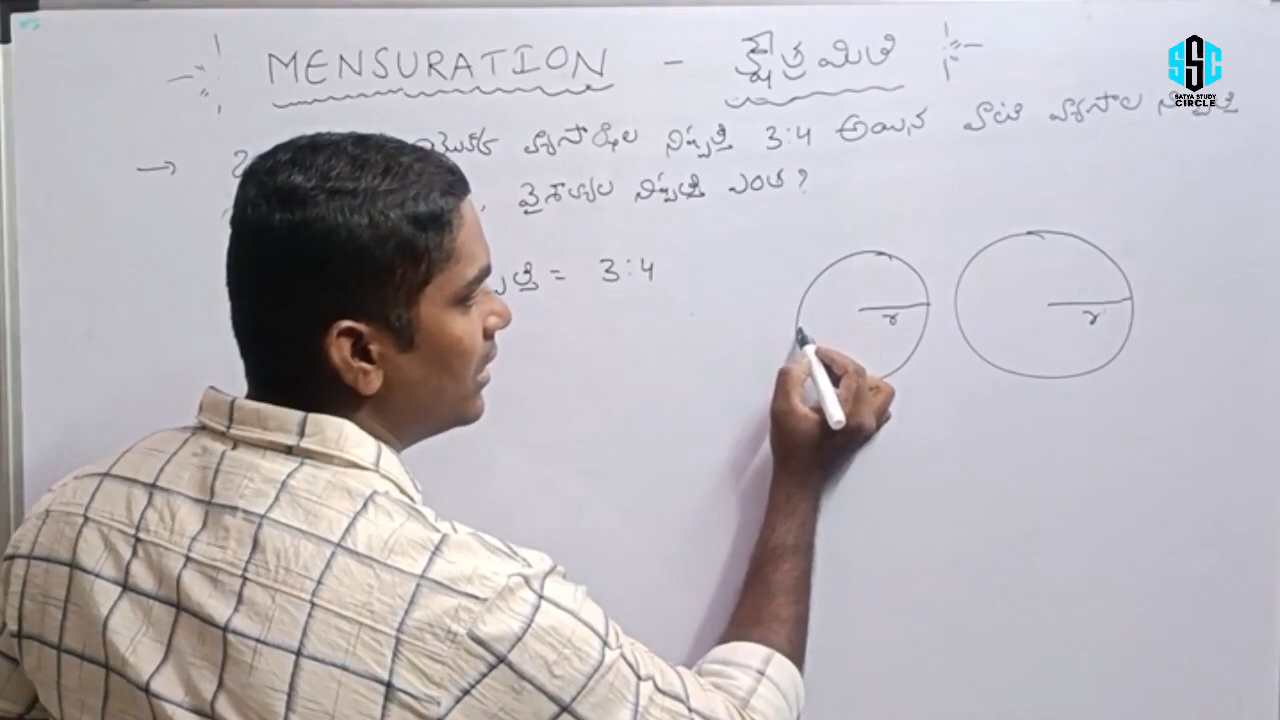 MENSURATION - క్షేత్రమితి
SSC
SATYA STUDY
CIRCLE
→ వ్యాసార్థాల నిష్పత్తి 3:4 అయిన వాటి వ్యాసాల నిష్పత్తి
, వైశాల్యాల నిష్పత్తి ఎంత?
= 3:4
r r